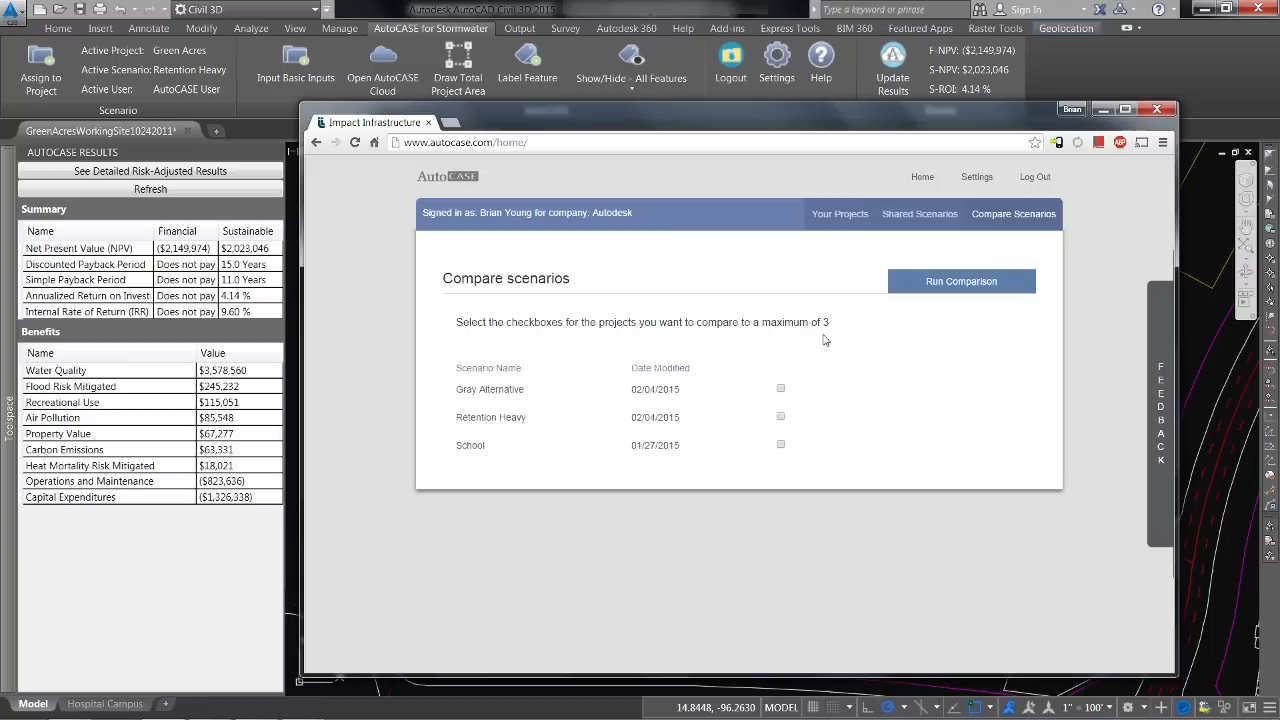 Civil 3D
Autodesk AutoCAD Civil 3D 2015
Type a keyword or phrase
Sign In
Home Insert Annotate Modify Analyze View Manage AutoCASE for Stormwater Output Survey Autodesk 360 Help Add-ins Express Tools BIM 360 Featured Apps Raster Tools Geolocation
Assign to Project
Active Project: Green Acres
Active Scenario: Retention Heavy
Active User: AutoCASE User
Scenario
Input Basic Inputs
Open AutoCASE Cloud
Draw Total Project Area
Label Feature
Show/Hide - All Features
Logout
Settings
Help
Update Results
F-NPV: ($2,149,974)
S-NPV: $2,023,046
S-ROI: 4.14 %
GreenAcresWorkingSite10242011*
AUTOCASE RESULTS
See Detailed Risk-Adjusted Results
Refresh
Summary
Name Financial Sustainable
Net Present Value (NPV) ($2,149,974) $2,023,046
Discounted Payback Period Does not pay 15.0 Years
Simple Payback Period Does not pay 11.0 Years
Annualized Return on Invest Does not pay 4.14 %
Internal Rate of Return (IRR) Does not pay 9.60 %
Benefits
Name Value
Water Quality $3,578,560
Flood Risk Mitigated $245,232
Recreational Use $115,051
Air Pollution $85,548
Property Value $67,277
Carbon Emissions $63,331
Heat Mortality Risk Mitigated $18,021
Operations and Maintenance ($823,636)
Capital Expenditures ($1,326,338)
Toolspace
Brian
Impact Infrastructure
www.autocase.com/home/
ABP
AutoCASE
Home Settings Log Out
Signed in as: Brian Young for company: Autodesk
Your Projects Shared Scenarios Compare Scenarios
Compare scenarios
Run Comparison
Select the checkboxes for the projects you want to compare to a maximum of 3
Scenario Name Date Modified
Gray Alternative 02/04/2015
Retention Heavy 02/04/2015
School 01/27/2015
FEEDBACK
Model Hospital Campus
14.8448, -96.2630 MODEL
1" = 100'